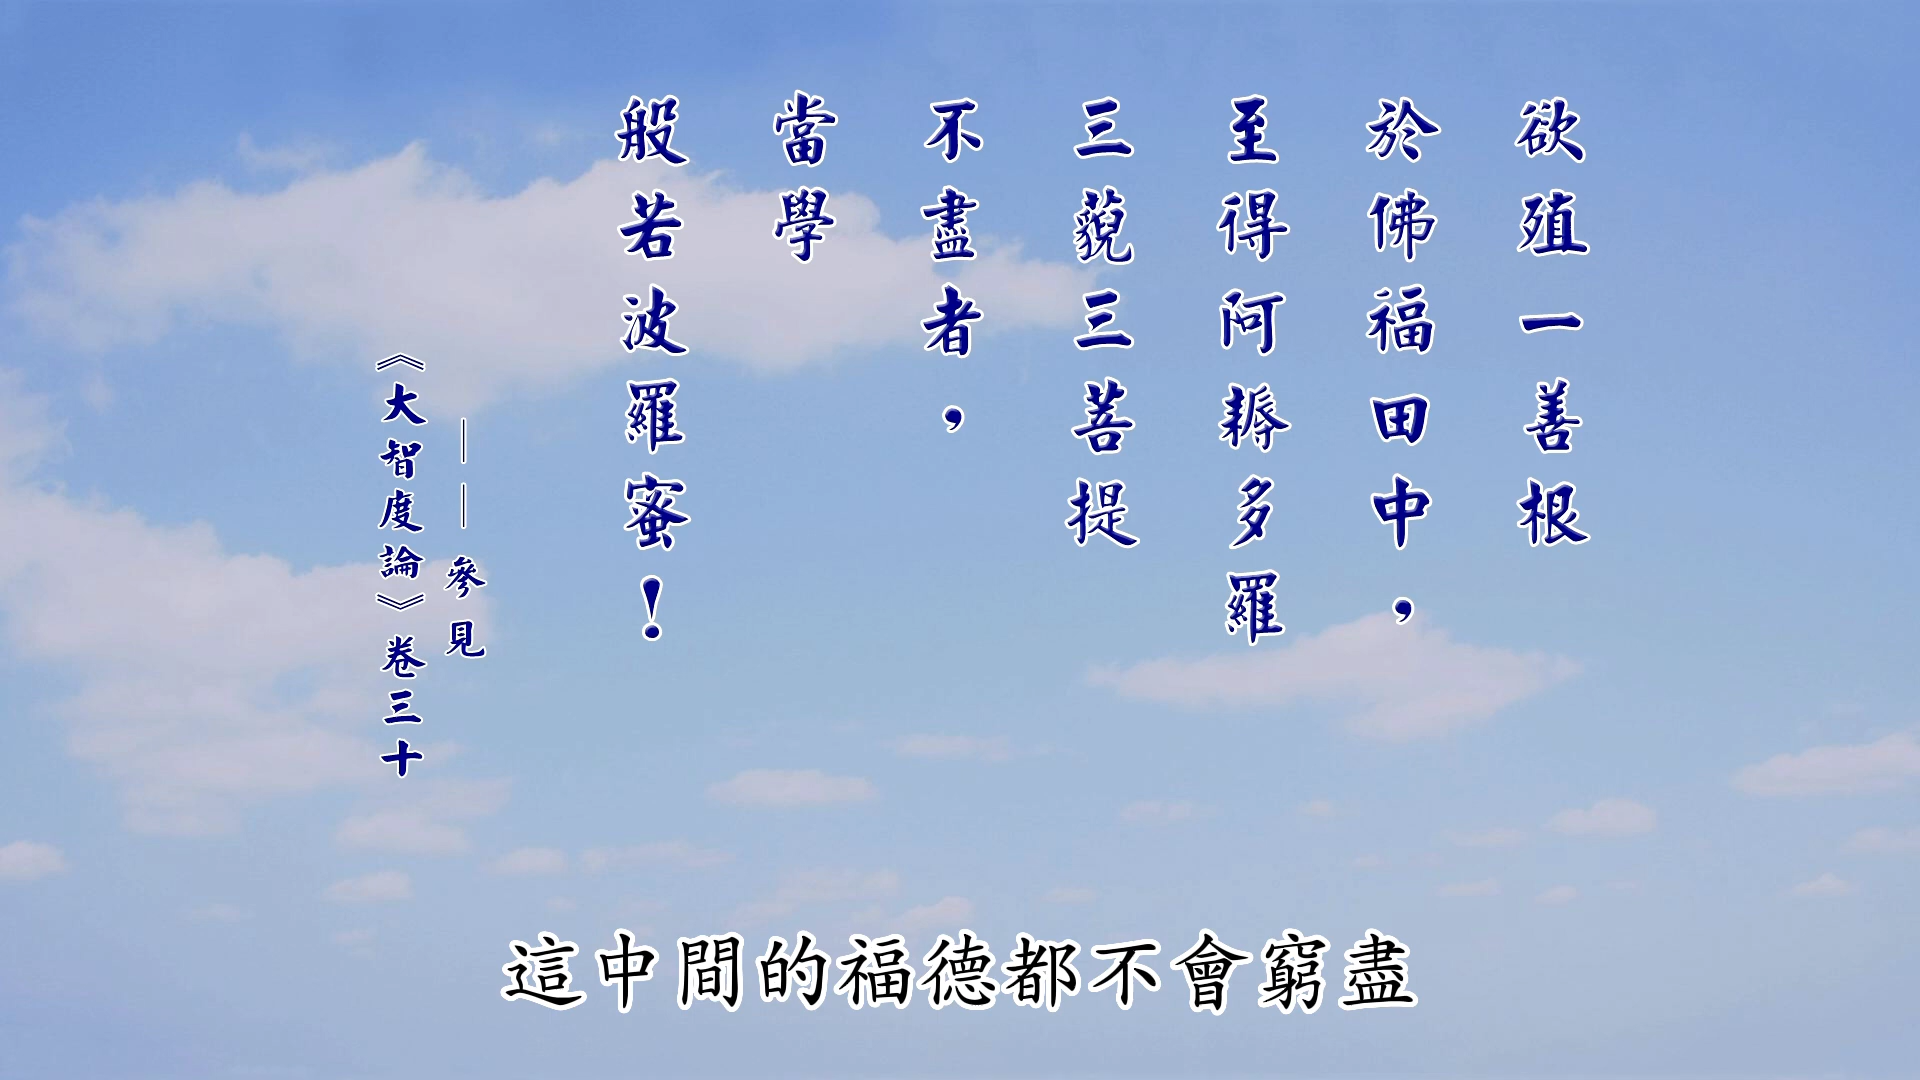 欲殖一善根
於佛福田中，
至得阿耨多羅
三藐三菩提
不盡者，
當學
般若波羅蜜！
——參見
《大智度論》卷三十
這中間的福德都不會窮盡